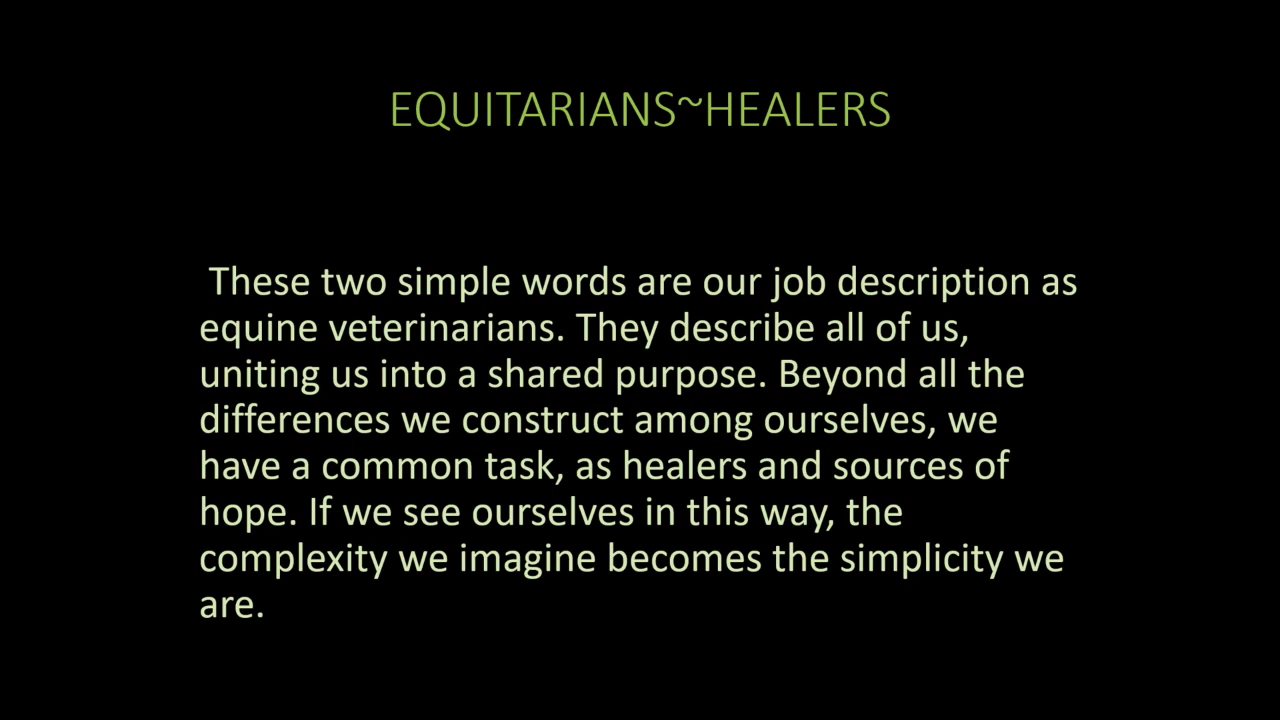 EQUITARIANS~HEALERS
These two simple words are our job description as
equine veterinarians. They describe all of us,
uniting us into a shared purpose. Beyond all the
differences we construct among ourselves, we
have a common task, as healers and sources of
hope. If we see ourselves in this way, the
complexity we imagine becomes the simplicity we
are.